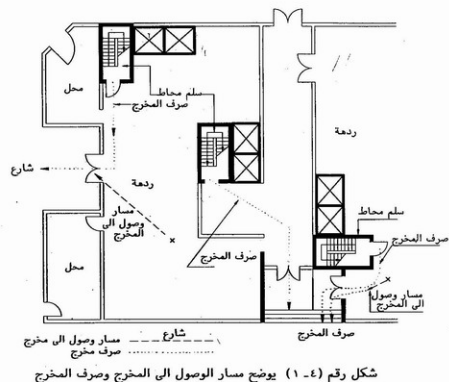 محل
سلم محاط
صرف المخرج
ردهة
ردهة
شارع
مسار
وصول الى
المخرج
محل
سلم محاط
صرف المخرج
صرف المخرج
مسار وصول
الى المخرج
صرف المخرج
شارع
مسار وصول الى مخرج
صرف مخرج
شكل رقم (٤-١) يوضح مسار الوصول الى المخرج وصرف المخرج